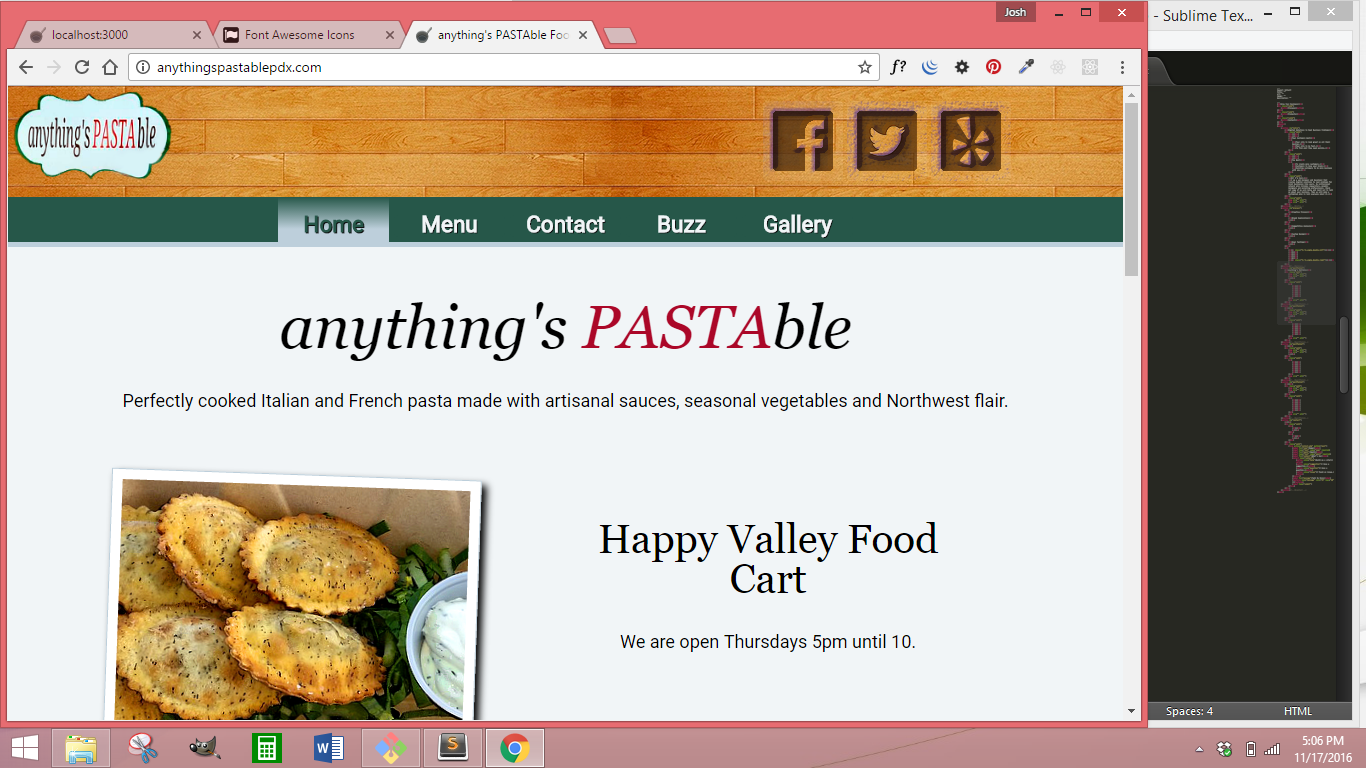 Josh
- Sublime Tex...
localhost:3000
Font Awesome Icons
anything's PASTAble Foo
anythingspastablepdx.com
f?
anything's PASTAble
Home
Menu
Contact
Buzz
Gallery
anything's PASTAble
Perfectly cooked Italian and French pasta made with artisanal sauces, seasonal vegetables and Northwest flair.
Happy Valley Food
Cart
We are open Thursdays 5pm until 10.
Spaces: 4
HTML
5:06 PM
11/17/2016